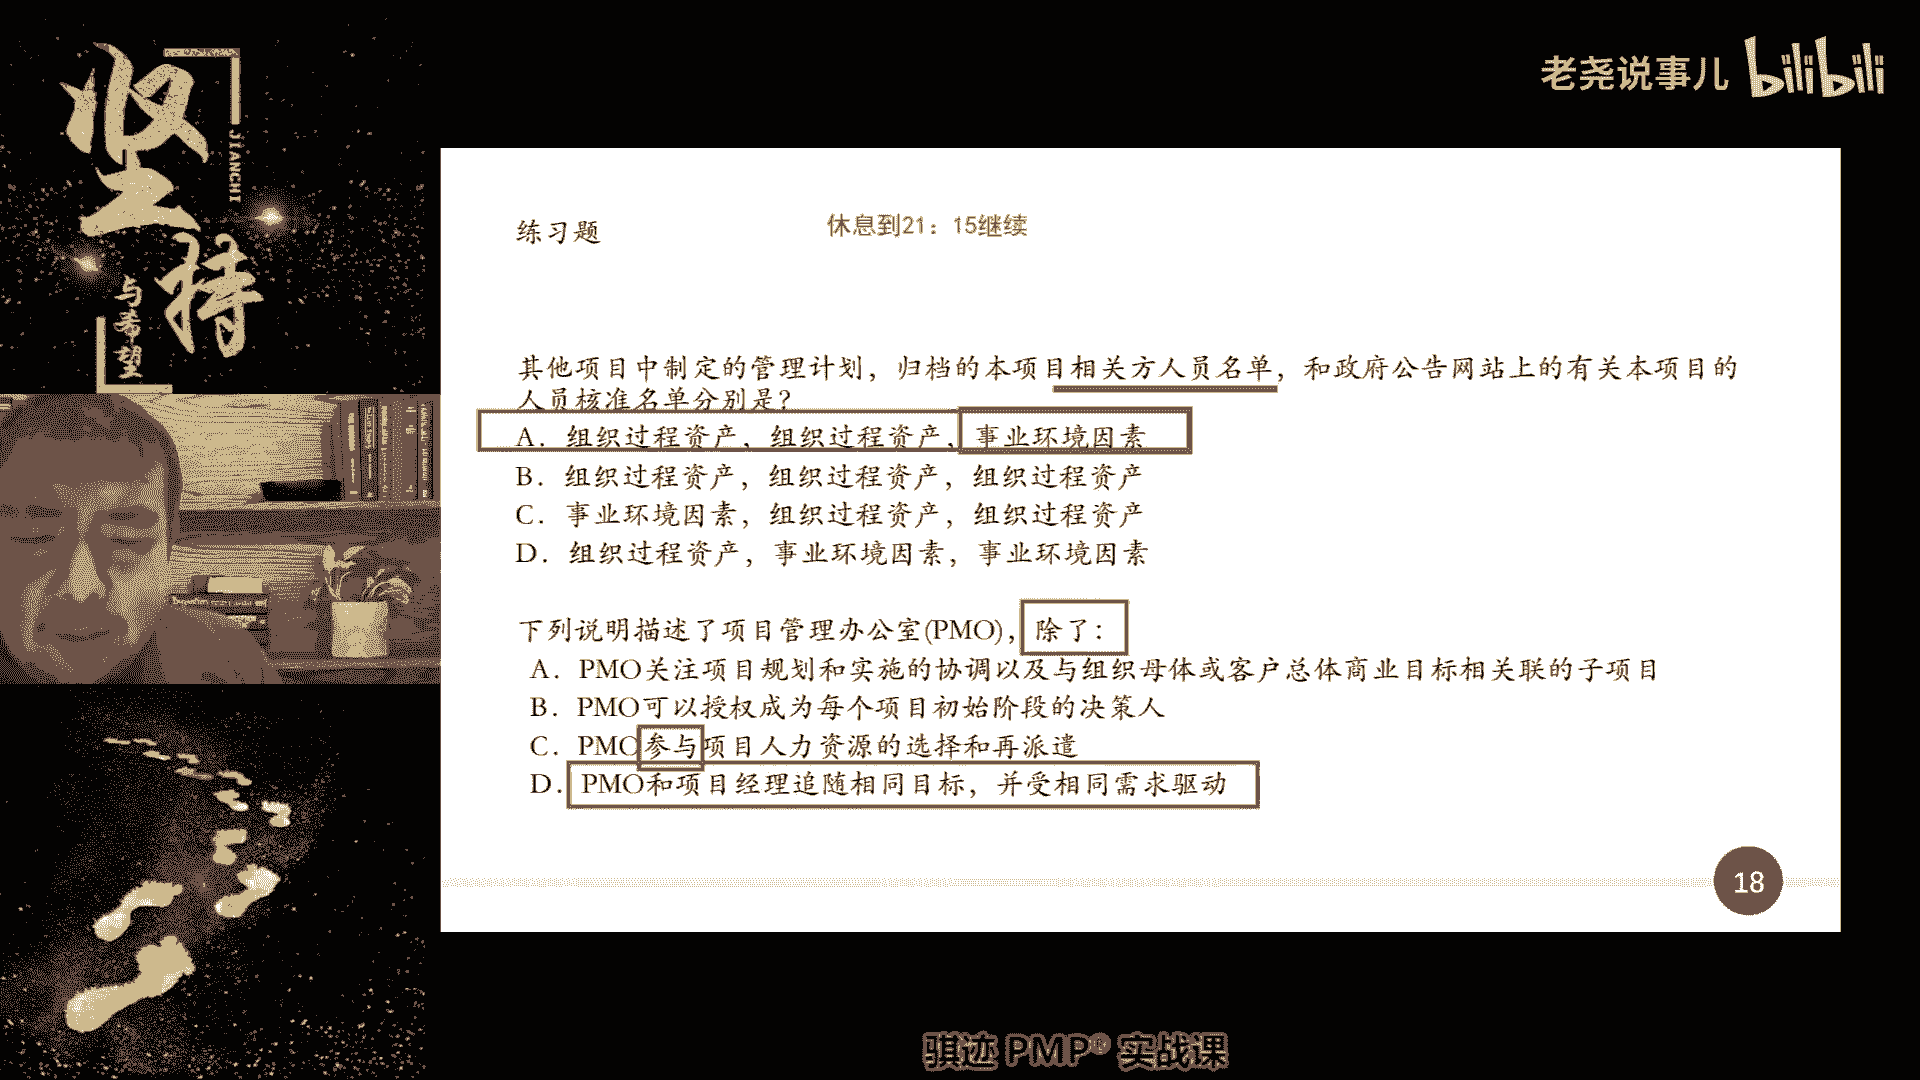 坚持
JIANCHI
与希望
老尧说事儿 bilibili
练习题
休息到21：15继续
其他项目中制定的管理计划，归档的本项目相关方人员名单，和政府公告网站上的有关本项目的
人员核准名单分别是？
A. 组织过程资产，组织过程资产，事业环境因素
B. 组织过程资产，组织过程资产，组织过程资产
C. 事业环境因素，组织过程资产，组织过程资产
D. 组织过程资产，事业环境因素，事业环境因素
下列说明描述了项目管理办公室(PMO)，除了：
A. PMO关注项目规划和实施的协调以及与组织母体或客户总体商业目标相关联的子项目
B. PMO可以授权成为每个项目初始阶段的决策人
C. PMO参与项目人力资源的选择和再派遣
D. PMO和项目经理追随相同目标，并受相同需求驱动
18
骐迹 PMP® 实战课